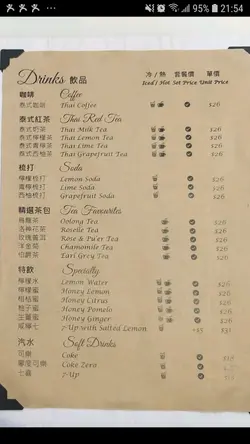 95% 21:54
Drinks 飲品
冷 / 熱 套餐價 單價
Iced / Hot Set Price Unit Price
咖啡 Coffee
泰式咖啡 Thai Coffee $26
泰式紅茶 Thai Red Tea
泰式奶茶 Thai Milk Tea $26
泰式檸檬茶 Thai Lemon Tea $26
泰式青檸茶 Thai Lime Tea $26
泰式西柚茶 Thai Grapefruit Tea $26
梳打 Soda
檸檬梳打 Lemon Soda $26
青檸梳打 Lime Soda $26
西柚梳打 Grapefruit Soda $26
精選茶包 Tea Favourites
烏龍茶 Oolong Tea $26
洛神花茶 Roselle Tea $26
Rose & Pu'er Tea $26
洋甘菊 Chamomile Tea $26
伯爵茶 Earl Grey Tea $26
特飲 Specialty
檸檬水 Lemon Water $26
檸檬蜜 Honey Lemon $26
柑桔蜜 Honey Citrus $26
柚子蜜 Honey Pomelo $26
生薑蜜 Honey Ginger $26
咸檸七 7-Up with Salted Lemon
汽水 Soft Drinks
可樂 Coke
零度可樂 Coke Zero
七喜 7-Up